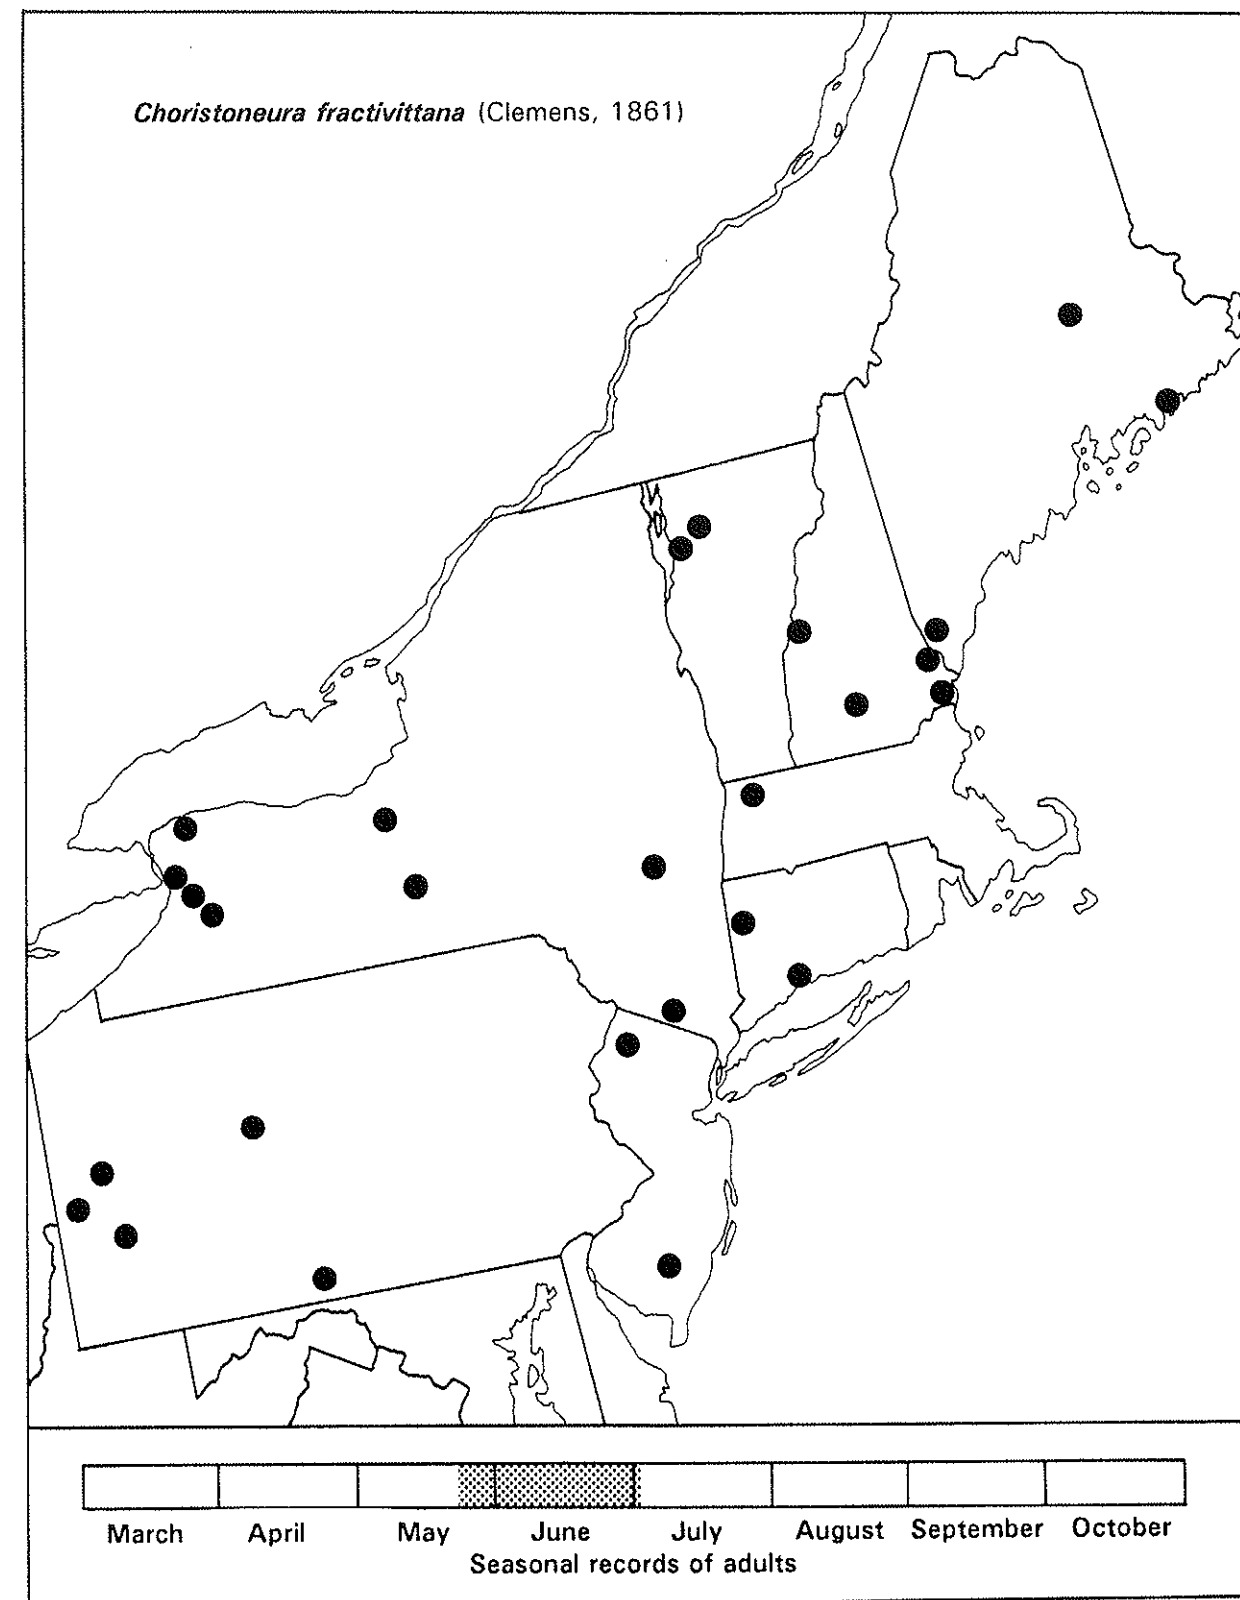 Choristoneura fractivittana (Clemens, 1861)
March April May June July August September October
Seasonal records of adults